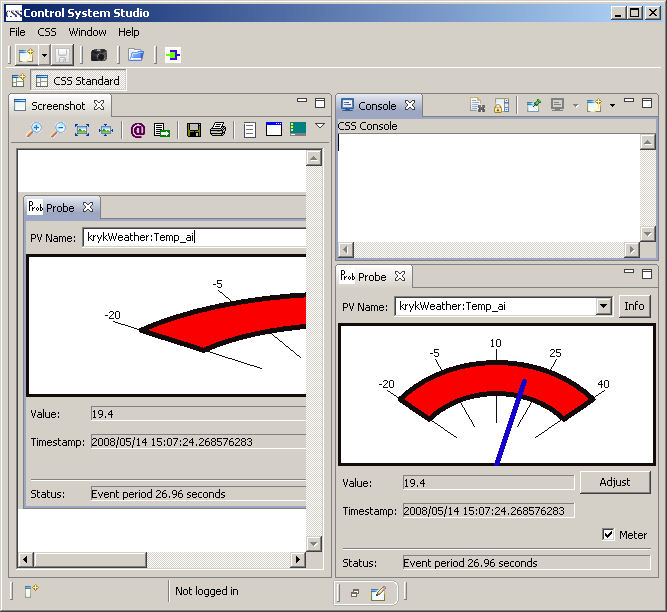 CSS Control System Studio
File CSS Window Help
CSS Standard
Screenshot
Prob Probe
PV Name: krykWeather:Temp_ai
-5
-20
Value: 19.4
Timestamp: 2008/05/14 15:07:24.268576283
Status: Event period 26.96 seconds
Console
CSS Console
Prob Probe
PV Name: krykWeather:Temp_ai Info
10
-5 25
-20 40
Value: 19.4 Adjust
Timestamp: 2008/05/14 15:07:24.268576283
Meter
Status: Event period 26.96 seconds
Not logged in